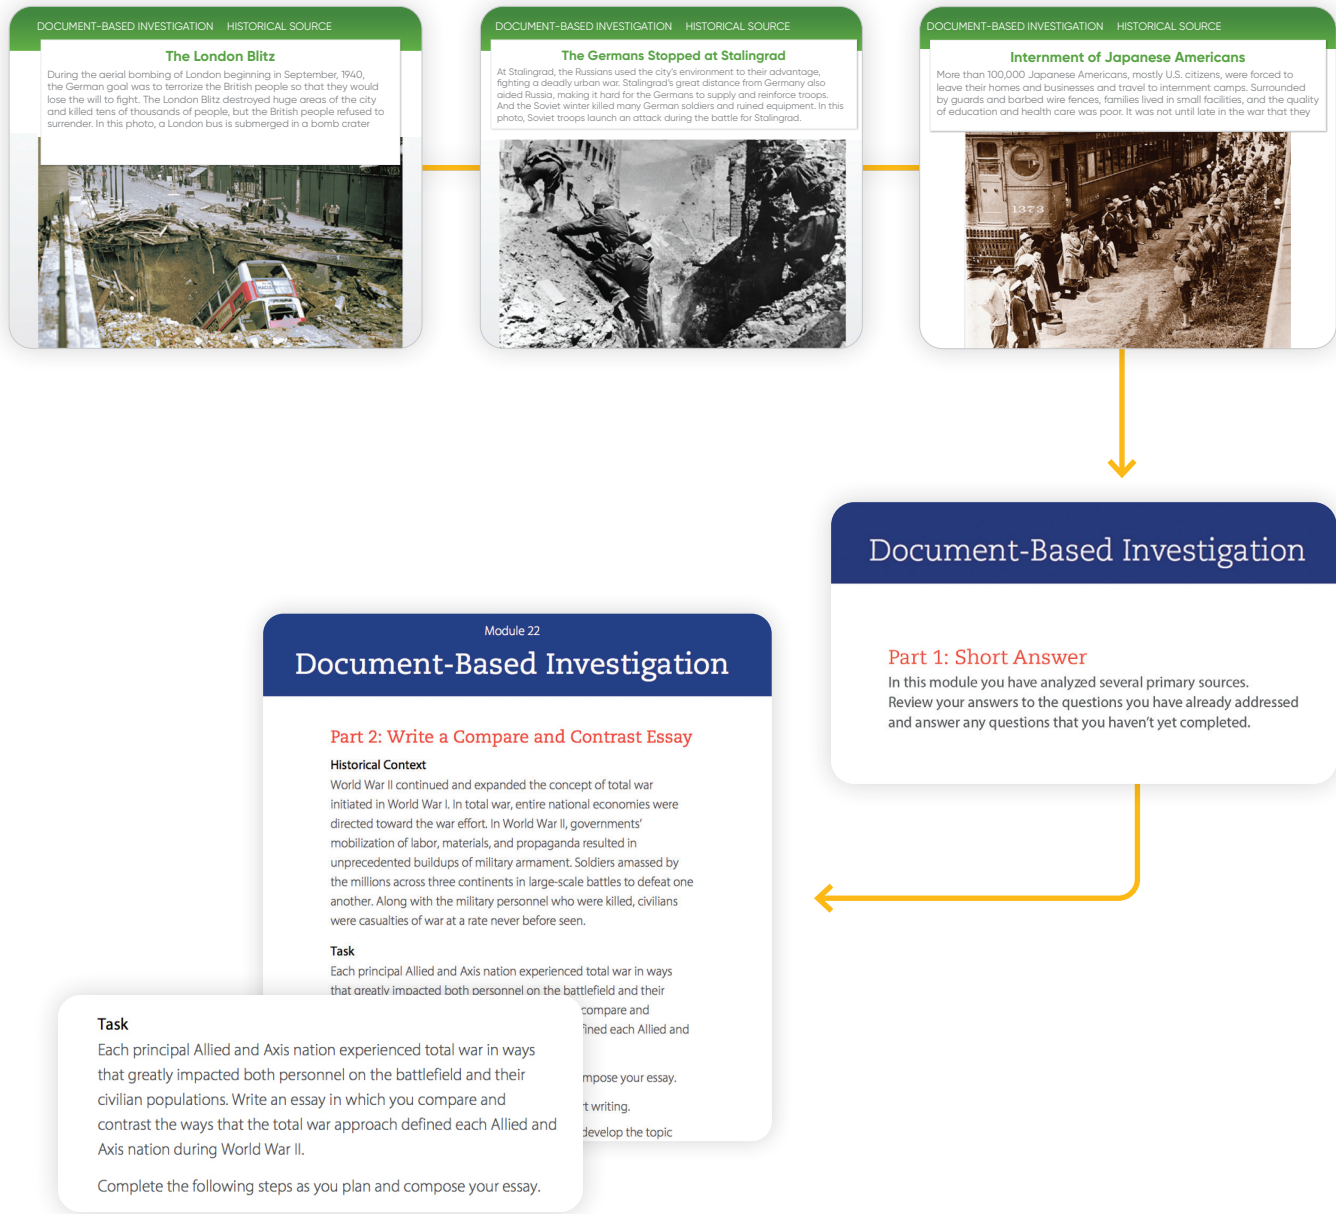 DOCUMENT-BASED INVESTIGATION HISTORICAL SOURCE
The London Blitz
During the aerial bombing of London beginning in September, 1940,
the German goal was to terrorize the British people so that they would
lose the will to fight. The London Blitz destroyed huge areas of the city
and killed tens of thousands of people, but the British people refused to
surrender. In this photo, a London bus is submerged in a bomb crater
DOCUMENT-BASED INVESTIGATION HISTORICAL SOURCE
The Germans Stopped at Stalingrad
At Stalingrad, the Russians used the city's environment to their advantage,
fighting a deadly urban war. Stalingrad's great distance from Germany also
aided Russia, making it hard for the Germans to supply and reinforce troops.
And the Soviet winter killed many German soldiers and ruined equipment. In this
photo, Soviet troops launch an attack during the battle for Stalingrad.
DOCUMENT-BASED INVESTIGATION HISTORICAL SOURCE
Internment of Japanese Americans
More than 100,000 Japanese Americans, mostly U.S. citizens, were forced to
leave their homes and businesses and travel to internment camps. Surrounded
by guards and barbed wire fences, families lived in small facilities, and the quality
of education and health care was poor. It was not until late in the war that they
1373
Document-Based Investigation
Part 1: Short Answer
In this module you have analyzed several primary sources.
Review your answers to the questions you have already addressed
and answer any questions that you haven't yet completed.
Module 22
Document-Based Investigation
Part 2: Write a Compare and Contrast Essay
Historical Context
World War II continued and expanded the concept of total war
initiated in World War I. In total war, entire national economies were
directed toward the war effort. In World War II, governments'
mobilization of labor, materials, and propaganda resulted in
unprecedented buildups of military armament. Soldiers amassed by
the millions across three continents in large-scale battles to defeat one
another. Along with the military personnel who were killed, civilians
were casualties of war at a rate never before seen.
Task
Each principal Allied and Axis nation experienced total war in ways
that greatly impacted both personnel on the battlefield and their
compare and
fined each Allied and
mpose your essay.
t writing.
develop the topic
Task
Each principal Allied and Axis nation experienced total war in ways
that greatly impacted both personnel on the battlefield and their
civilian populations. Write an essay in which you compare and
contrast the ways that the total war approach defined each Allied and
Axis nation during World War II.
Complete the following steps as you plan and compose your essay.